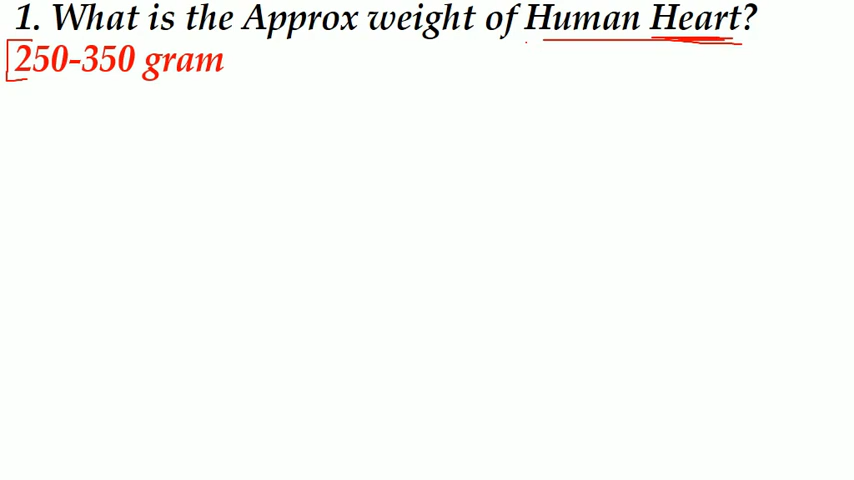 1. What is the Approx weight of Human Heart?
250-350 gram